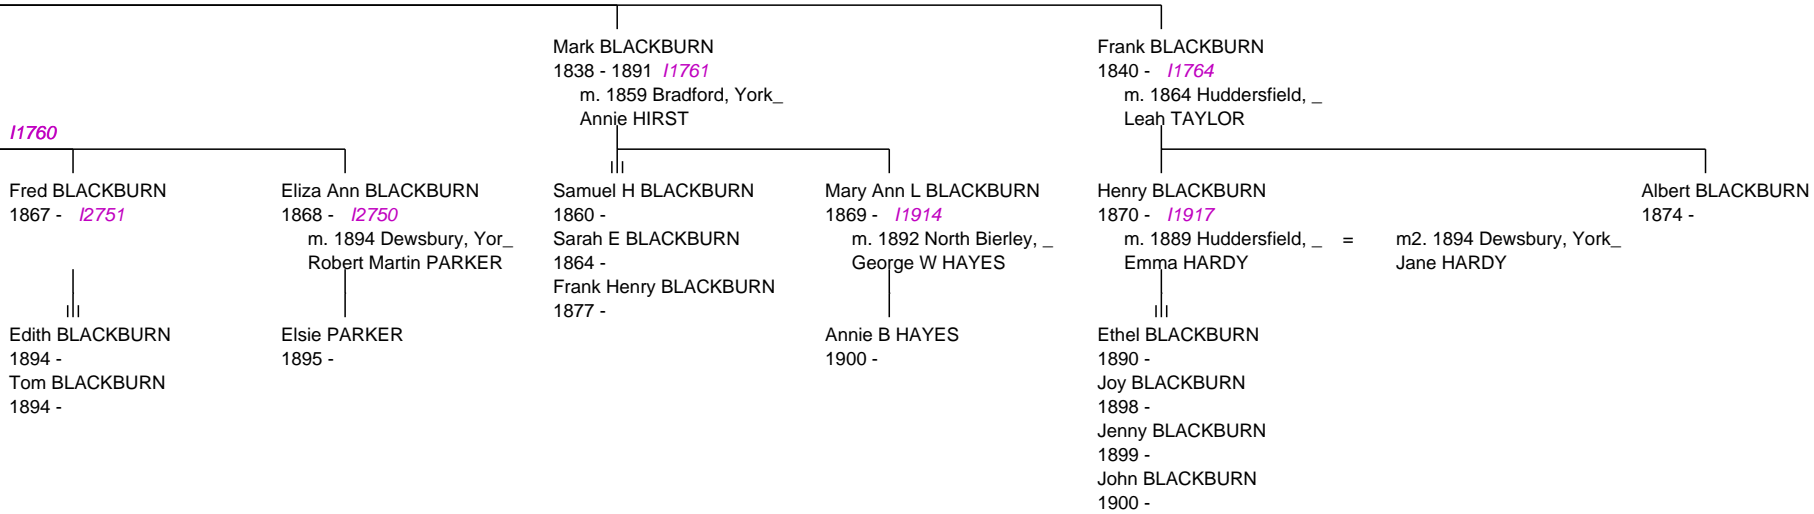 Mark BLACKBURN
1838 - 1891 I1761
m. 1859 Bradford, York_
Annie HIRST
Frank BLACKBURN
1840 - I1764
m. 1864 Huddersfield, _
Leah TAYLOR
I1760
Fred BLACKBURN
1867 - I2751
Eliza Ann BLACKBURN
1868 - I2750
m. 1894 Dewsbury, Yor_
Robert Martin PARKER
Samuel H BLACKBURN
1860 -
Sarah E BLACKBURN
1864 -
Frank Henry BLACKBURN
1877 -
Mary Ann L BLACKBURN
1869 - I1914
m. 1892 North Bierley, _
George W HAYES
Henry BLACKBURN
1870 - I1917
m. 1889 Huddersfield, _ =
Emma HARDY
m2. 1894 Dewsbury, York_
Jane HARDY
Albert BLACKBURN
1874 -
Edith BLACKBURN
1894 -
Tom BLACKBURN
1894 -
Elsie PARKER
1895 -
Annie B HAYES
1900 -
Ethel BLACKBURN
1890 -
Joy BLACKBURN
1898 -
Jenny BLACKBURN
1899 -
John BLACKBURN
1900 -